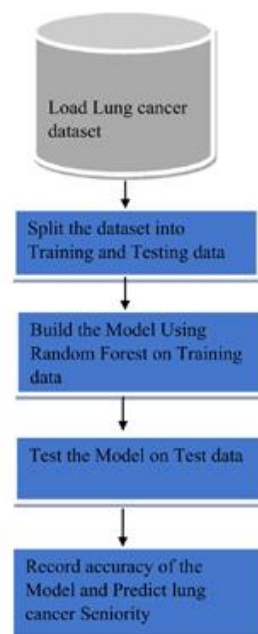 Load Lung cancer
dataset
Split the dataset into
Training and Testing data
Build the Model Using
Random Forest on Training
data
Test the Model on Test data
Record accuracy of the
Model and Predict lung
cancer Seniority